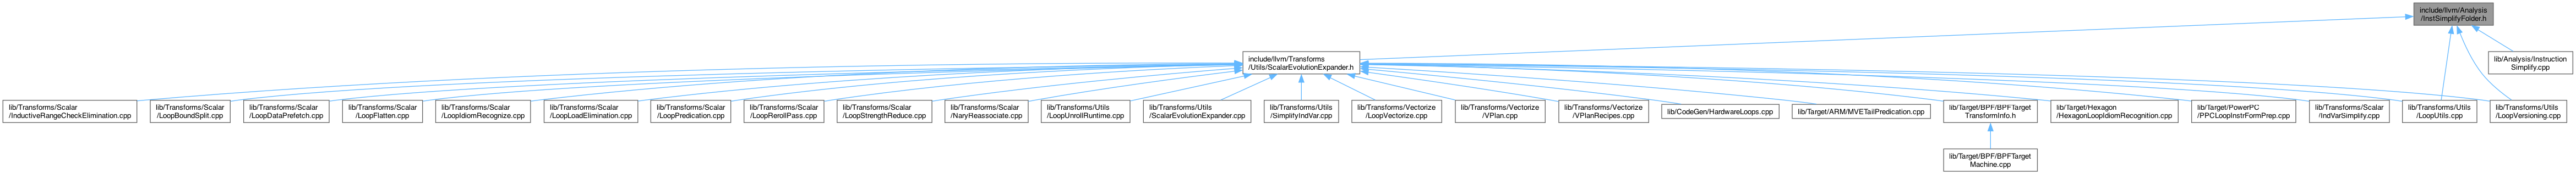 include/llvm/Analysis
/InstSimplifyFolder.h
include/llvm/Transforms
/Utils/ScalarEvolutionExpander.h
lib/Analysis/Instruction
Simplify.cpp
lib/Transforms/Scalar
/InductiveRangeCheckElimination.cpp
lib/Transforms/Scalar
/LoopBoundSplit.cpp
lib/Transforms/Scalar
/LoopDataPrefetch.cpp
lib/Transforms/Scalar
/LoopFlatten.cpp
lib/Transforms/Scalar
/LoopIdiomRecognize.cpp
lib/Transforms/Scalar
/LoopLoadElimination.cpp
lib/Transforms/Scalar
/LoopPredication.cpp
lib/Transforms/Scalar
/LoopRerollPass.cpp
lib/Transforms/Scalar
/LoopStrengthReduce.cpp
lib/Transforms/Scalar
/NaryReassociate.cpp
lib/Transforms/Utils
/LoopUnrollRuntime.cpp
lib/Transforms/Utils
/ScalarEvolutionExpander.cpp
lib/Transforms/Utils
/SimplifyIndVar.cpp
lib/Transforms/Vectorize
/LoopVectorize.cpp
lib/Transforms/Vectorize
/VPlan.cpp
lib/Transforms/Vectorize
/VPlanRecipes.cpp
lib/CodeGen/HardwareLoops.cpp
lib/Target/ARM/MVETailPredication.cpp
lib/Target/BPF/BPFTarget
TransformInfo.h
lib/Target/Hexagon
/HexagonLoopIdiomRecognition.cpp
lib/Target/PowerPC
/PPCLoopInstrFormPrep.cpp
lib/Transforms/Scalar
/IndVarSimplify.cpp
lib/Transforms/Utils
/LoopUtils.cpp
lib/Transforms/Utils
/LoopVersioning.cpp
lib/Target/BPF/BPFTarget
Machine.cpp